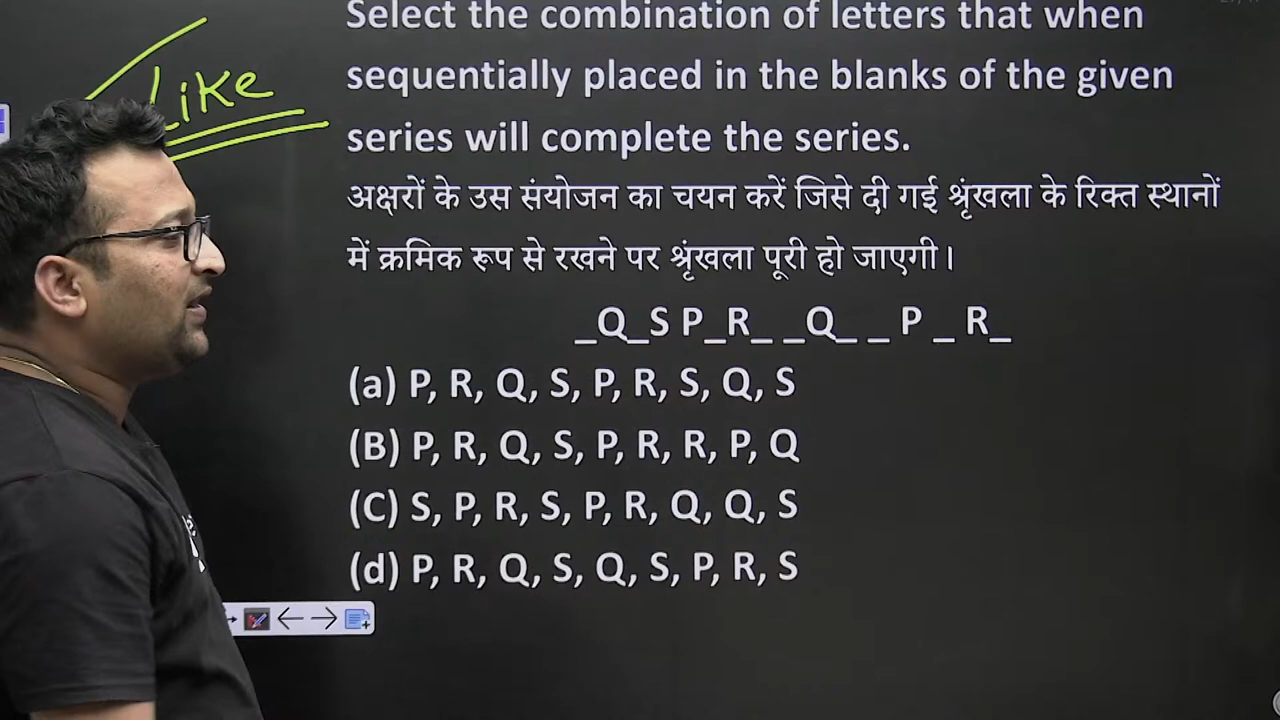 Select the combination of letters that when
Like
sequentially placed in the blanks of the given
series will complete the series.
अक्षरों के उस संयोजन का चयन करें जिसे दी गई श्रृंखला के रिक्त स्थानों
में क्रमिक रूप से रखने पर श्रृंखला पूरी हो जाएगी।
_Q_S P_R_ _Q_ _ P _ R_
(a) P, R, Q, S, P, R, S, Q, S
(B) P, R, Q, S, P, R, R, P, Q
(C) S, P, R, S, P, R, Q, Q, S
(d) P, R, Q, S, Q, S, P, R, S